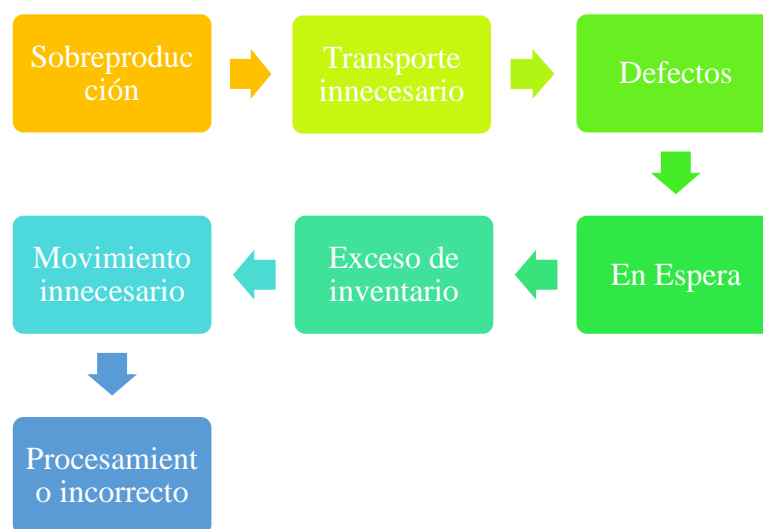 Sobreproduc
ción
Transporte
innecesario
Defectos
En Espera
Exceso de
inventario
Movimiento
innecesario
Procesamient
o incorrecto